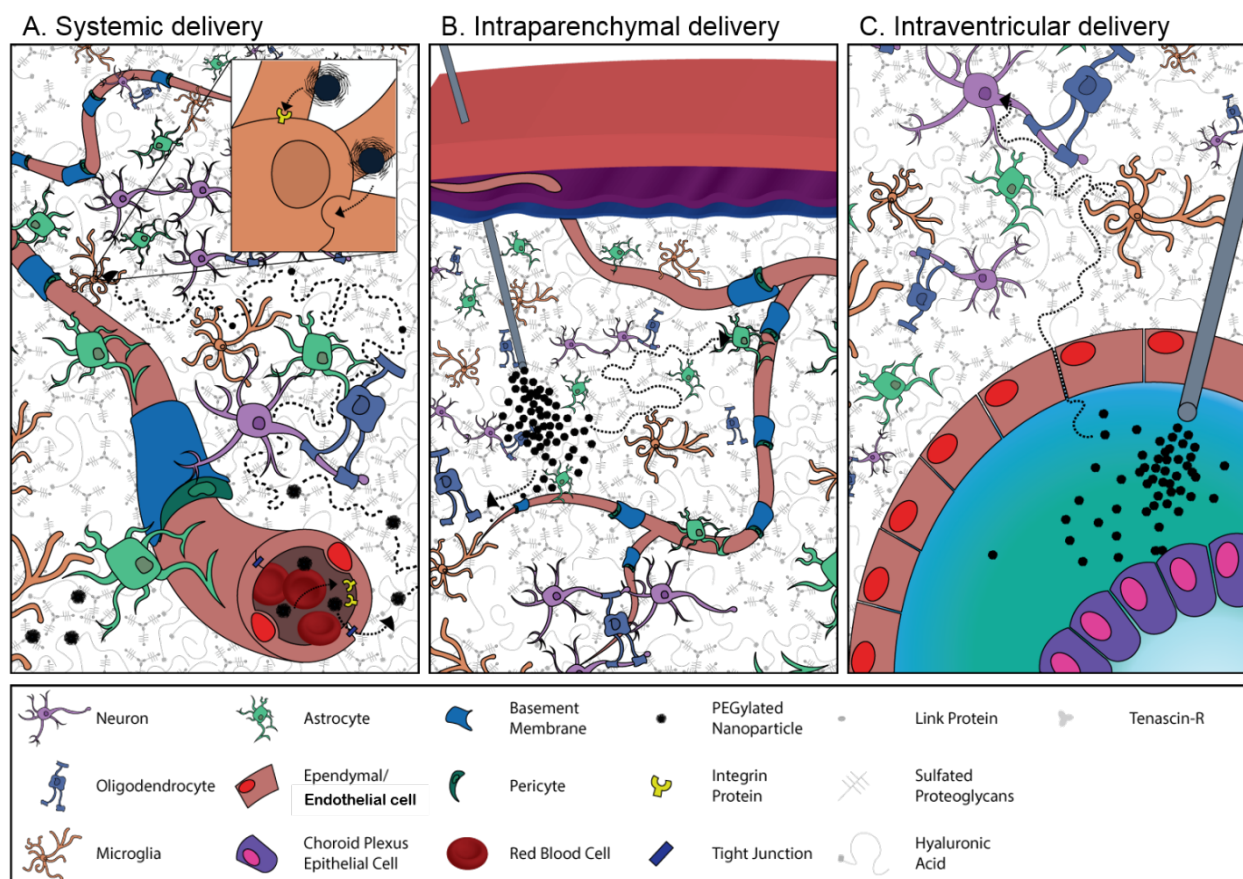 A. Systemic delivery
B. Intraparenchymal delivery
C. Intraventricular delivery
Neuron
Astrocyte
Basement
Membrane
PEGylated
Nanoparticle
Link Protein
Tenascin-R
Oligodendrocyte
Ependymal/
Endothelial cell
Pericyte
Integrin
Protein
Sulfated
Proteoglycans
Microglia
Choroid Plexus
Epithelial Cell
Red Blood Cell
Tight Junction
Hyaluronic
Acid